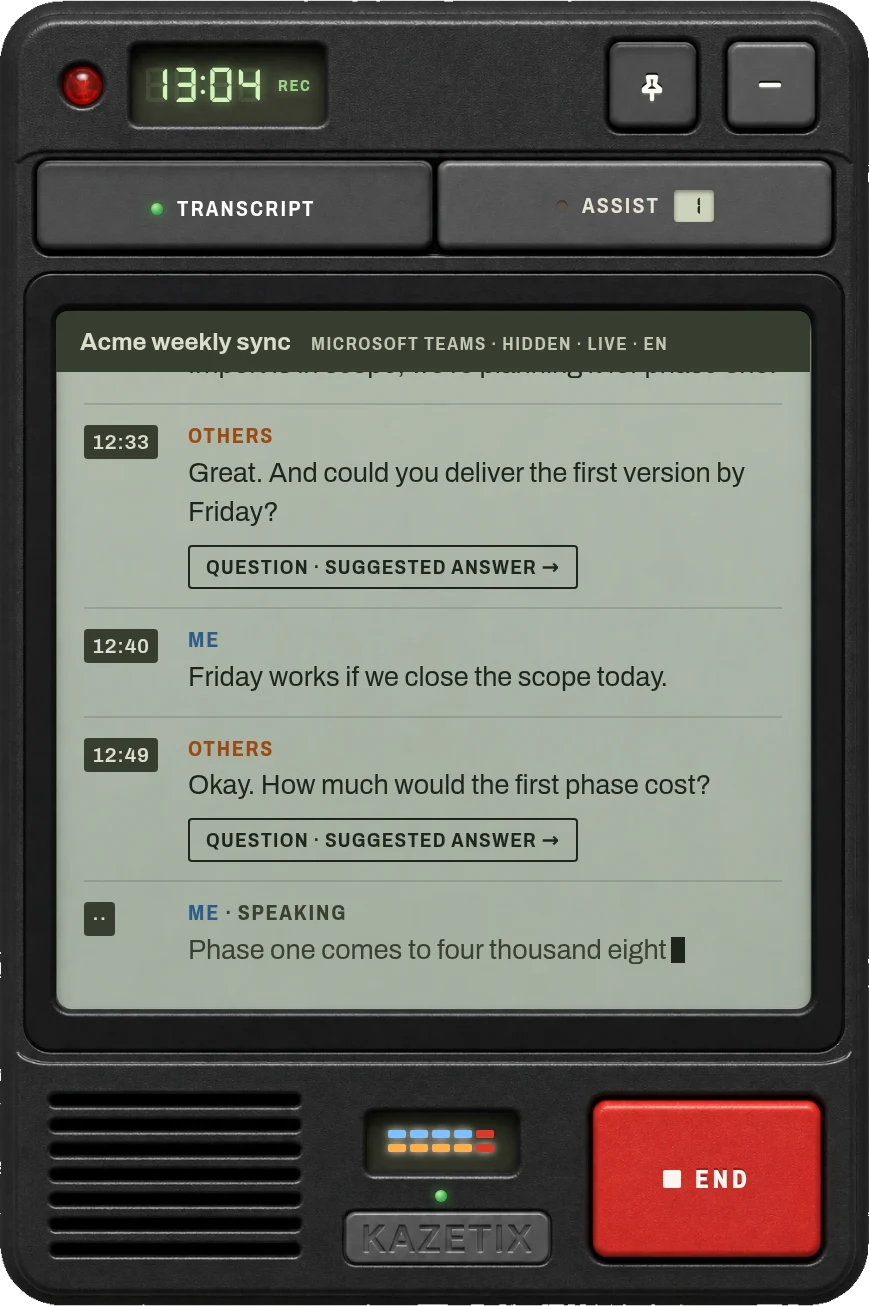 13:04 REC
TRANSCRIPT
ASSIST 1
Acme weekly sync MICROSOFT TEAMS · HIDDEN · LIVE · EN
12:33 OTHERS
Great. And could you deliver the first version by
Friday?
QUESTION · SUGGESTED ANSWER →
12:40 ME
Friday works if we close the scope today.
12:49 OTHERS
Okay. How much would the first phase cost?
QUESTION · SUGGESTED ANSWER →
·· ME · SPEAKING
Phase one comes to four thousand eight
END
KAZETIX